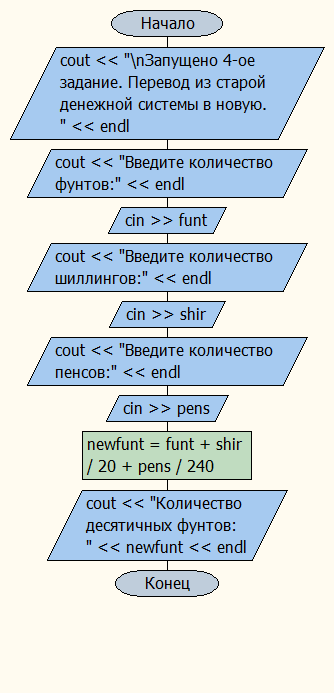 Начало
cout << "\nЗапущено 4-ое
задание. Перевод из старой
денежной системы в новую.
" << endl
cout << "Введите количество
фунтов:" << endl
cin >> funt
cout << "Введите количество
шиллингов:" << endl
cin >> shir
cout << "Введите количество
пенсов:" << endl
cin >> pens
newfunt = funt + shir
/ 20 + pens / 240
cout << "Количество
десятичных фунтов:
" << newfunt << endl
Конец